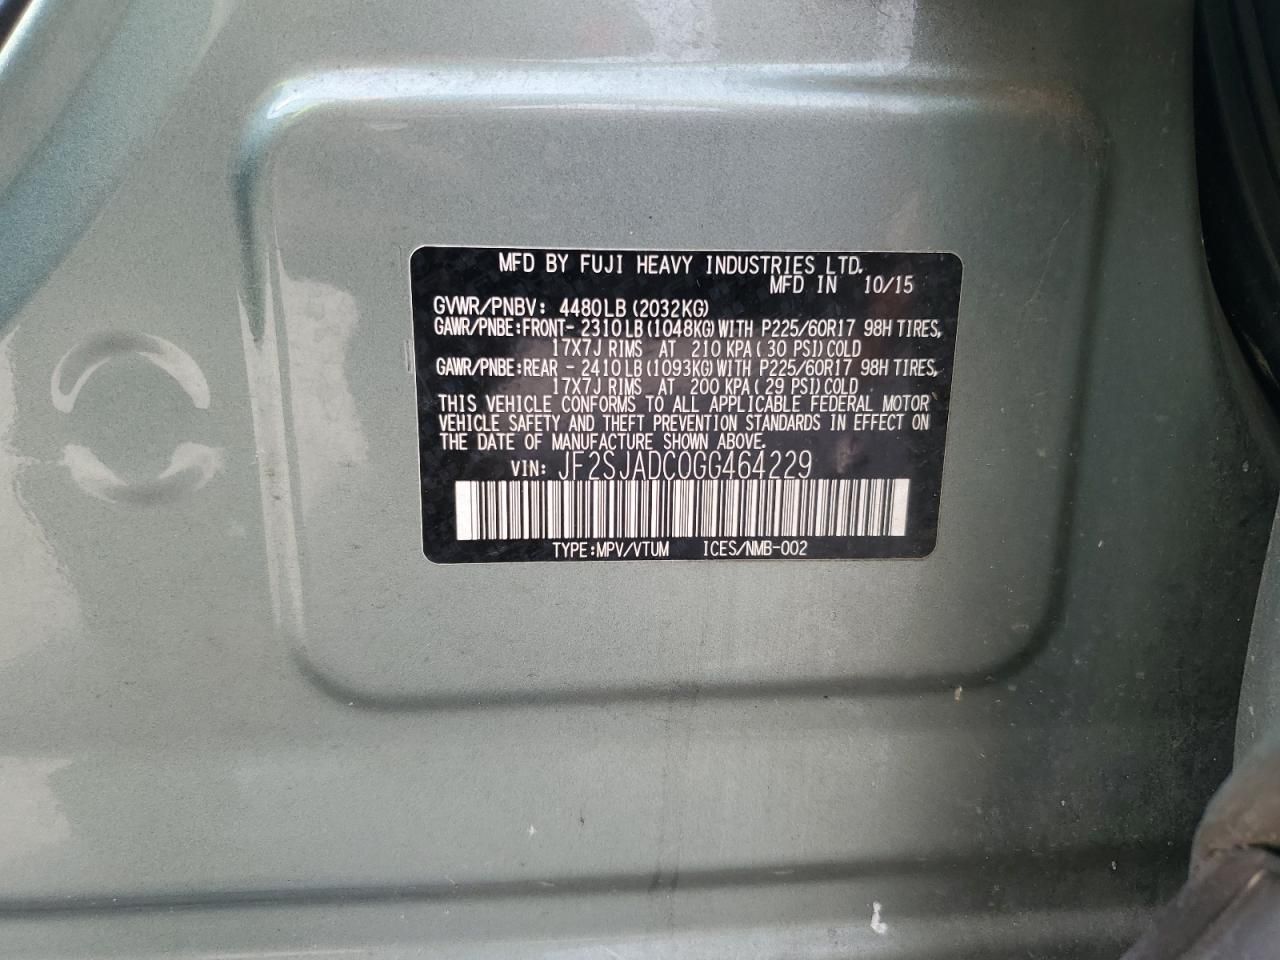 MFD BY FUJI HEAVY INDUSTRIES LTD.
MFD IN 10/15
GVWR/PNBV: 4480LB (2032KG)
GAWR/PNBE:FRONT- 2310 LB (1048KG) WITH P225/60R17 98H TIRES,
17X7J RIMS AT 210 KPA ( 30 PSI) COLD
GAWR/PNBE:REAR - 2410 LB (1093KG) WITH P225/60R17 98H TIRES,
17X7J RIMS AT 200 KPA ( 29 PSI) COLD
THIS VEHICLE CONFORMS TO ALL APPLICABLE FEDERAL MOTOR
VEHICLE SAFETY AND THEFT PREVENTION STANDARDS IN EFFECT ON
THE DATE OF MANUFACTURE SHOWN ABOVE.
VIN: JF2SJADC0GG464229
TYPE:MPV/VTUM ICES/NMB-002